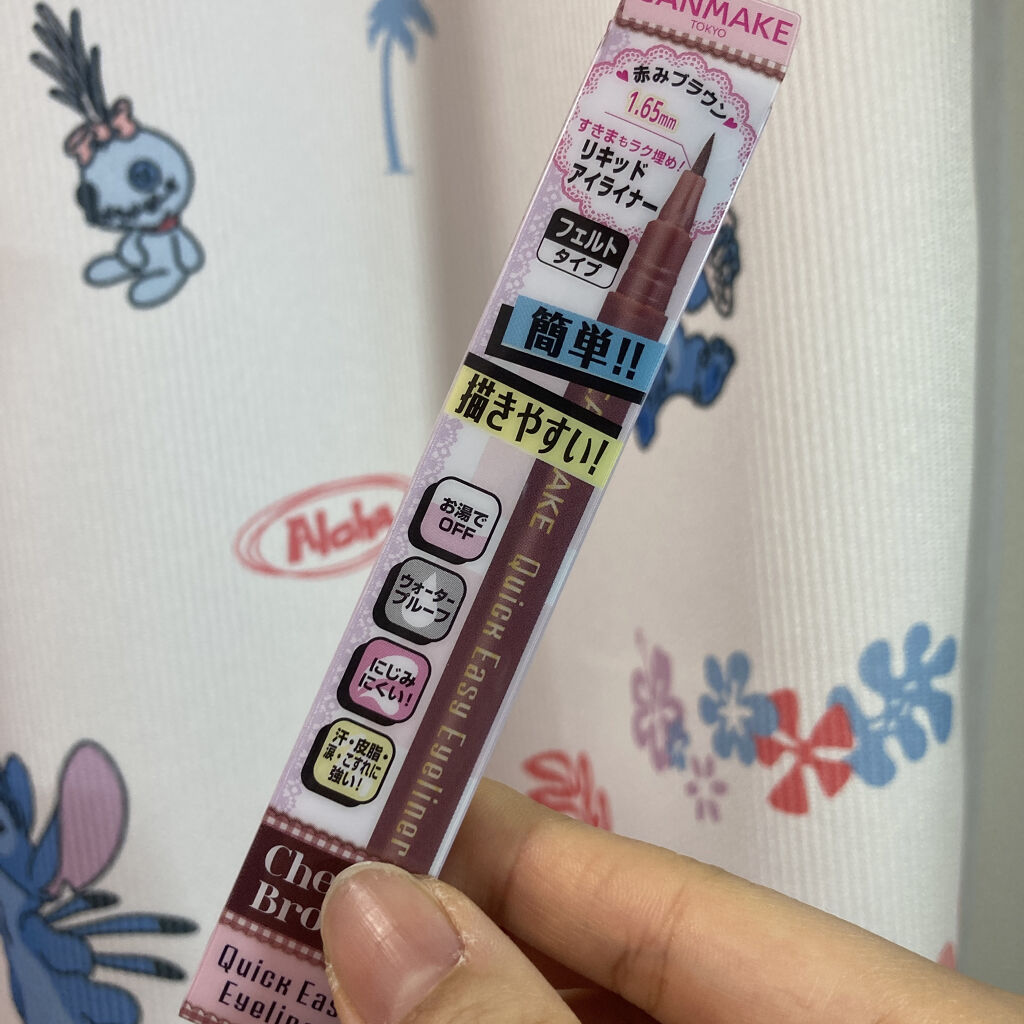 CANMAKE
TOKYO
赤みブラウン
1.65mm
すきまもラク埋め!
リキッド
アイライナー
フェルト
タイプ
簡単!!
描きやすい!
お湯で
OFF
ウォーター
プルーフ
にじみ
にくい!
汗・皮脂・
涙・こすれに
強い!
AKE Quick Easy Eyeliner
Quick
Aloha